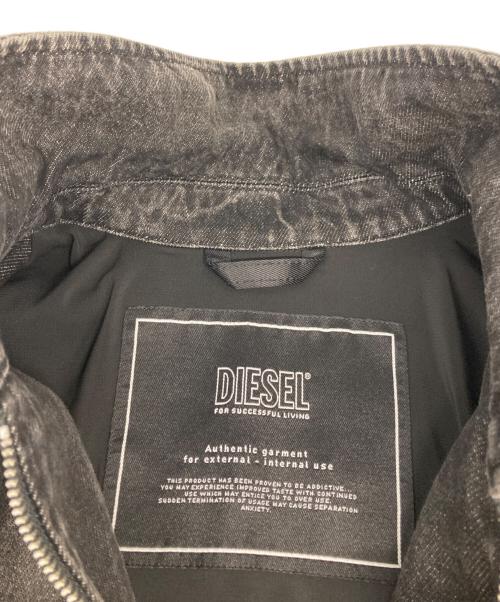 DIESEL®
FOR SUCCESSFUL LIVING
Authentic garment
for external - internal use
THIS PRODUCT HAS BEEN PROVEN TO BE ADDICTIVE.
YOU MAY EXPERIENCE IMPROVED TASTE WITH CONTINUED
USE WHICH MAY ENTICE YOU TO OVER USE.
SUDDEN TERMINATION OF USAGE MAY CAUSE SEPARATION
ANXIETY.